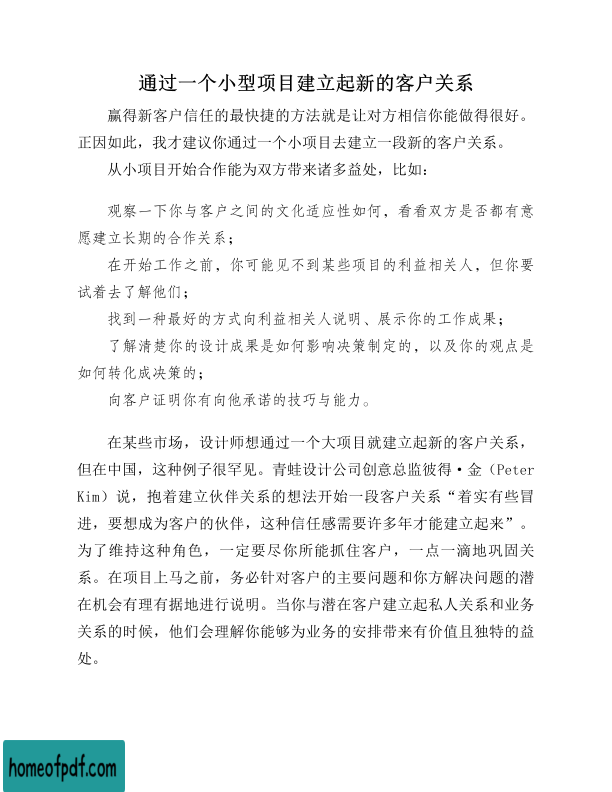 通过一个小型项目建立起新的客户关系
赢得新客户信任的最快捷的方法就是让对方相信你能做得很好。
正因如此，我才建议你通过一个小项目去建立一段新的客户关系。
从小项目开始合作能为双方带来诸多益处，比如：
观察一下你与客户之间的文化适应性如何，看看双方是否都有意
愿建立长期的合作关系；
在开始工作之前，你可能见不到某些项目的利益相关人，但你要
试着去了解他们；
找到一种最好的方式向利益相关人说明、展示你的工作成果；
了解清楚你的设计成果是如何影响决策制定的，以及你的观点是
如何转化成决策的；
向客户证明你有向他承诺的技巧与能力。
在某些市场，设计师想通过一个大项目就建立起新的客户关系，
但在中国，这种例子很罕见。青蛙设计公司创意总监彼得·金（Peter
Kim）说，抱着建立伙伴关系的想法开始一段客户关系“着实有些冒
进，要想成为客户的伙伴，这种信任感需要许多年才能建立起来”。
为了维持这种角色，一定要尽你所能抓住客户，一点一滴地巩固关
系。在项目上马之前，务必针对客户的主要问题和你方解决问题的潜
在机会有理有据地进行说明。当你与潜在客户建立起私人关系和业务
关系的时候，他们会理解你能够为业务的安排带来有价值且独特的益
处。
homeofpdf.com